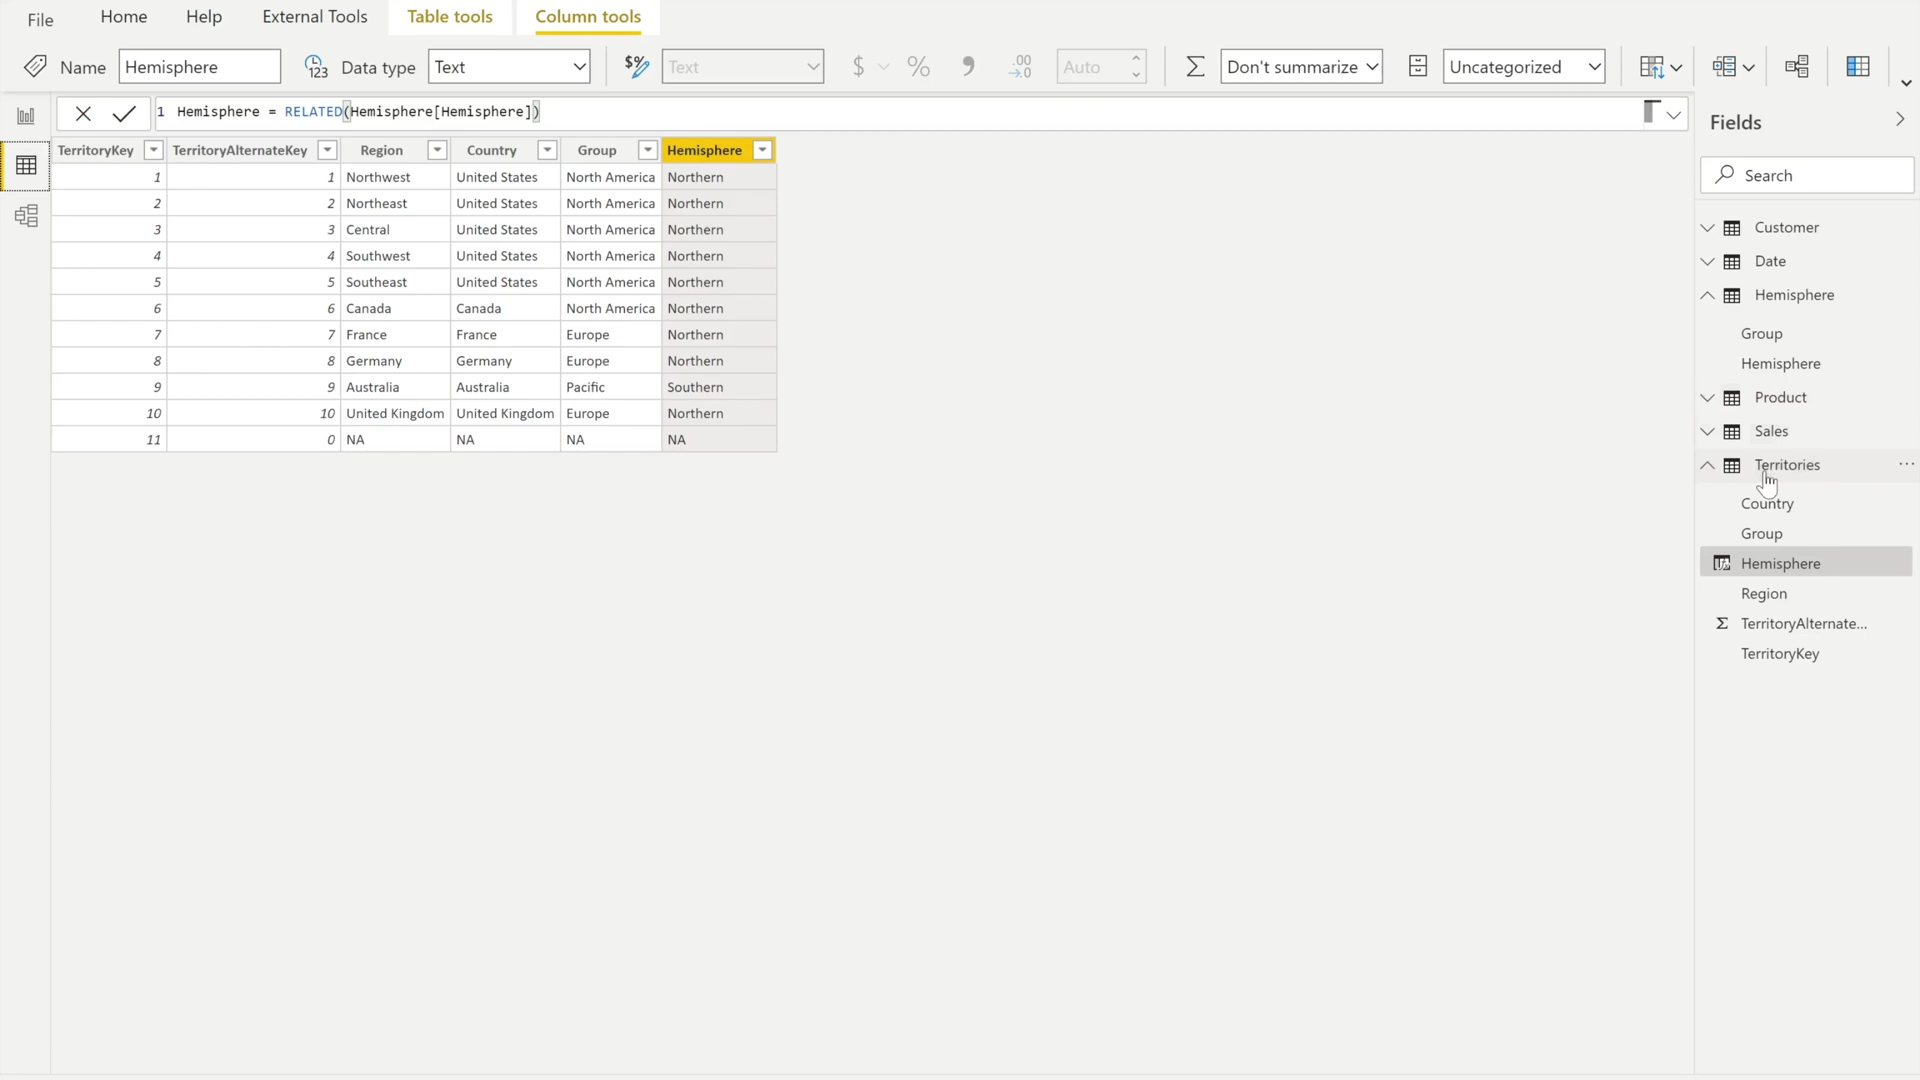 File Home Help External Tools Table tools Column tools
Name Hemisphere Data type Text Text Auto Don't summarize Uncategorized
1 Hemisphere = RELATED(Hemisphere[Hemisphere])
TerritoryKey TerritoryAlternateKey Region Country Group Hemisphere
1 1 Northwest United States North America Northern
2 2 Northeast United States North America Northern
3 3 Central United States North America Northern
4 4 Southwest United States North America Northern
5 5 Southeast United States North America Northern
6 6 Canada Canada North America Northern
7 7 France France Europe Northern
8 8 Germany Germany Europe Northern
9 9 Australia Australia Pacific Southern
10 10 United Kingdom United Kingdom Europe Northern
11 0 NA NA NA NA
Fields
Search
Customer
Date
Hemisphere
Group
Hemisphere
Product
Sales
Territories
Country
Group
Hemisphere
Region
TerritoryAlternate...
TerritoryKey